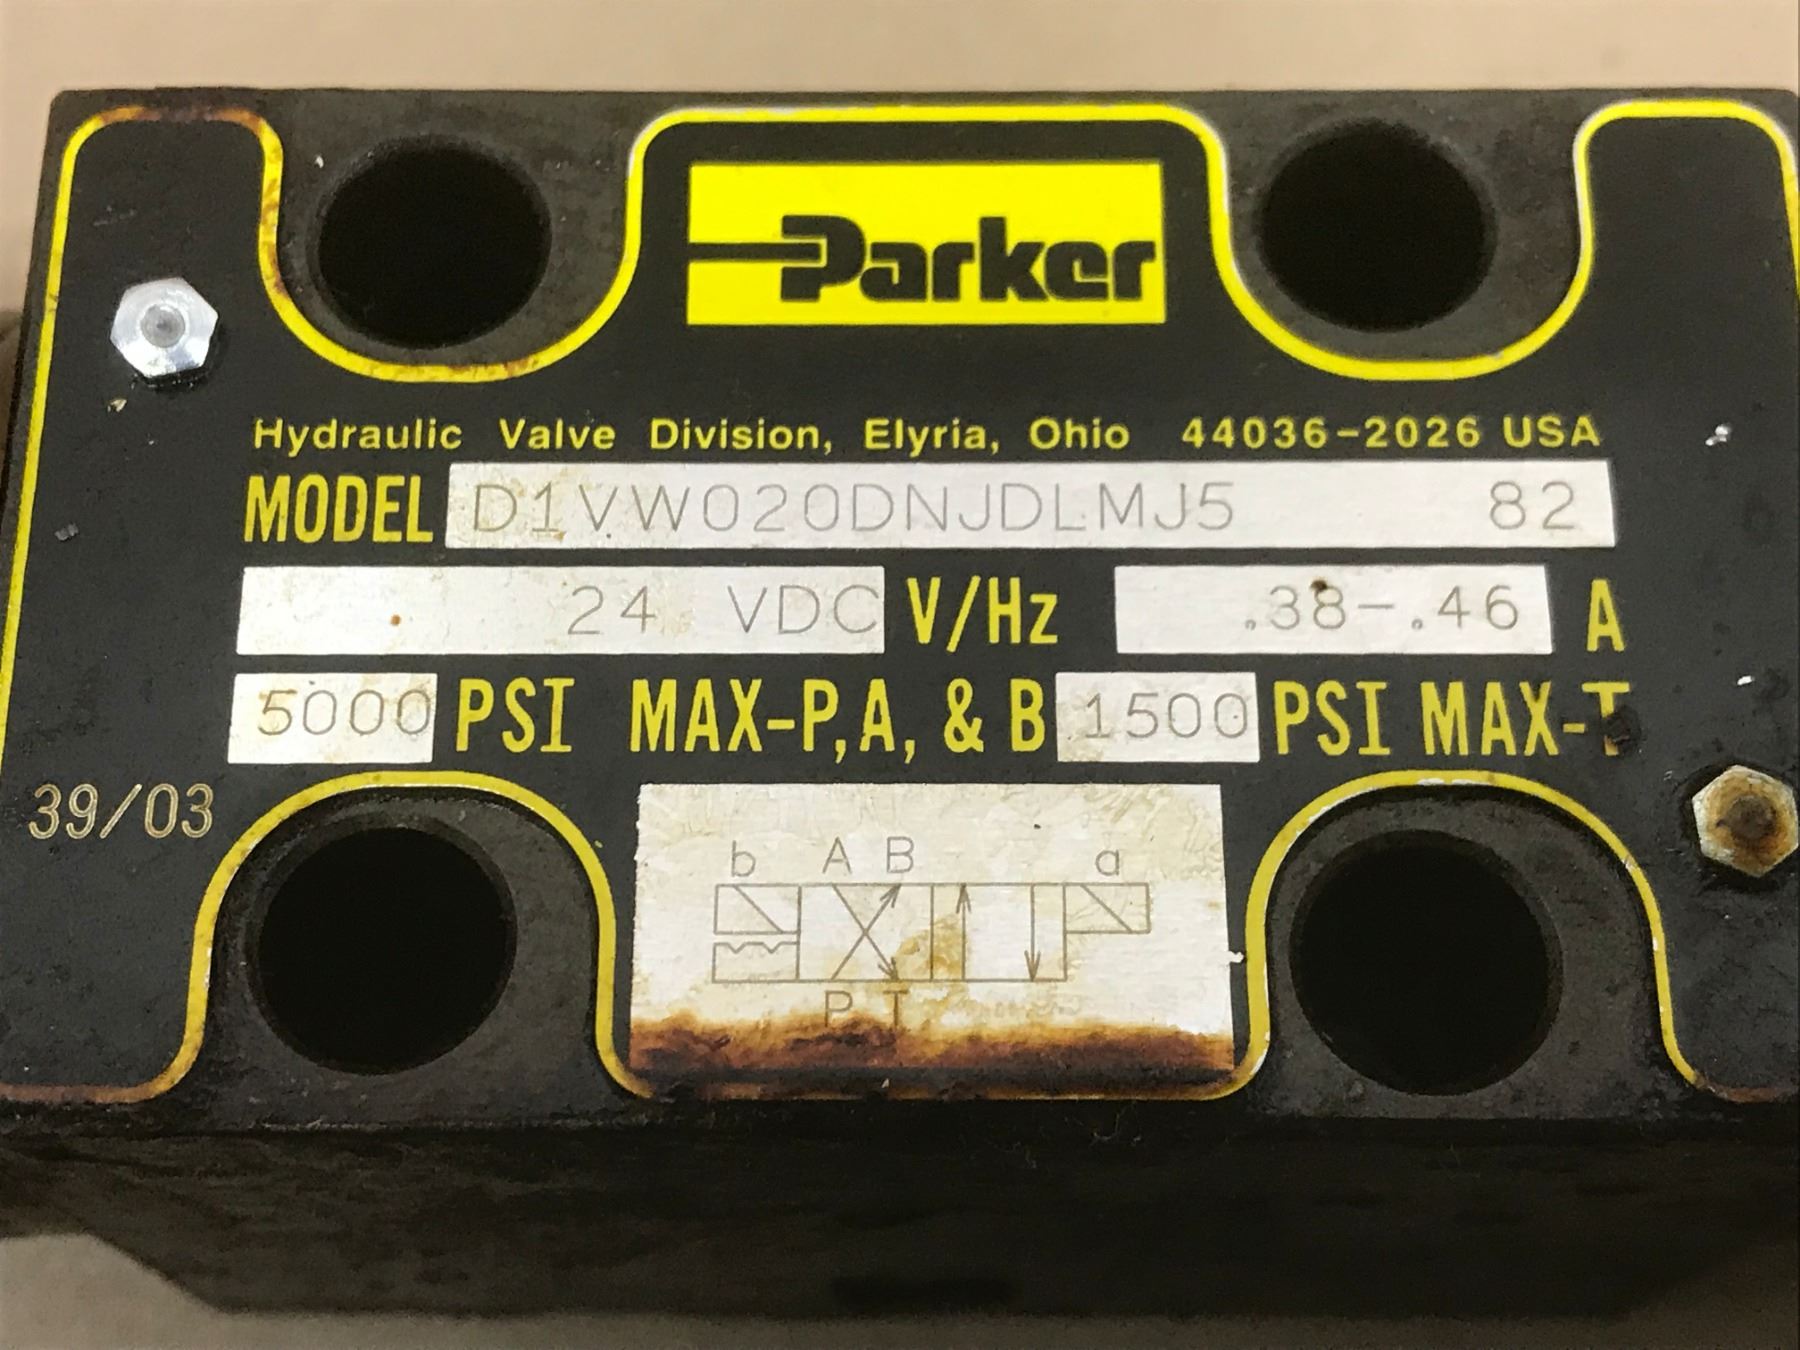 Parker
Hydraulic Valve Division, Elyria, Ohio 44036-2026 USA
MODEL D1VW020DNJDLMJ5 82
24 VDC V/Hz .38-.46 A
5000 PSI MAX-P,A, & B 1500 PSI MAX-T
39/03
b A B a
P T